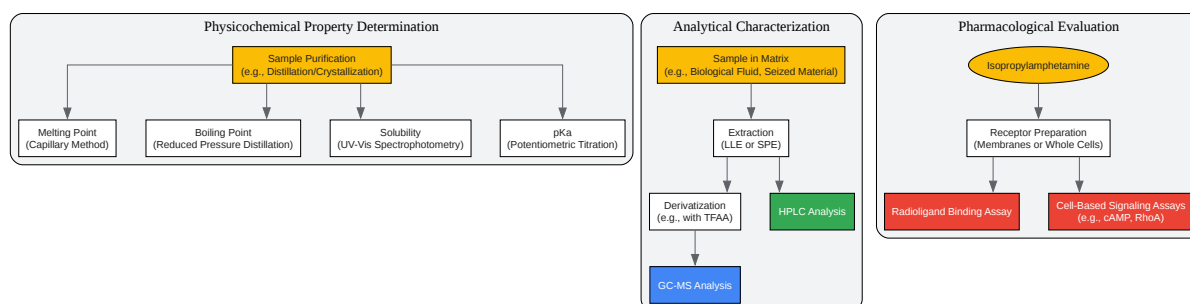 Physicochemical Property Determination
Sample Purification
(e.g., Distillation/Crystallization)
Melting Point
(Capillary Method)
Boiling Point
(Reduced Pressure Distillation)
Solubility
(UV-Vis Spectrophotometry)
pKa
(Potentiometric Titration)
Analytical Characterization
Sample in Matrix
(e.g., Biological Fluid, Seized Material)
Extraction
(LLE or SPE)
Derivatization
(e.g., with TFAA)
HPLC Analysis
GC-MS Analysis
Pharmacological Evaluation
Isopropylamphetamine
Receptor Preparation
(Membranes or Whole Cells)
Radioligand Binding Assay
Cell-Based Signaling Assays
(e.g., cAMP, RhoA)